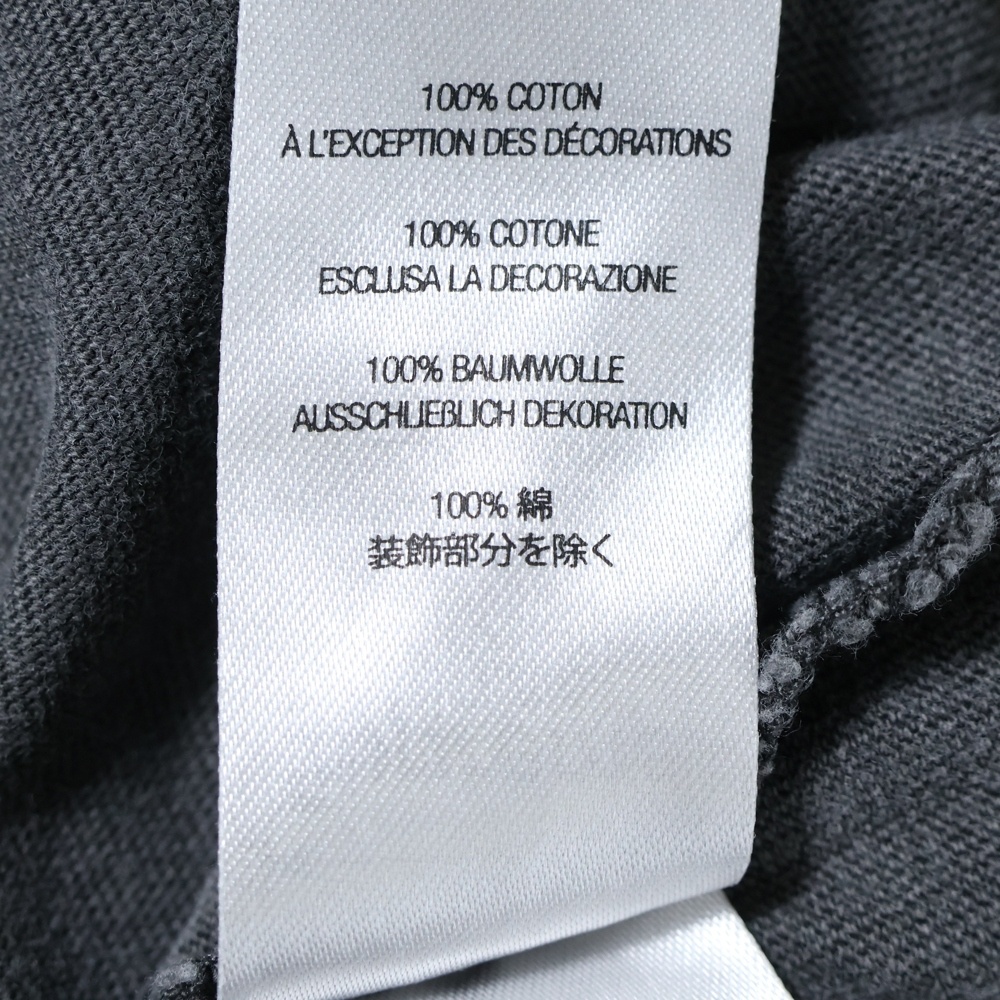 100% COTON
À L'EXCEPTION DES DÉCORATIONS
100% COTONE
ESCLUSA LA DECORAZIONE
100% BAUMWOLLE
AUSSCHLIEßLICH DEKORATION
100% 綿
装飾部分を除く